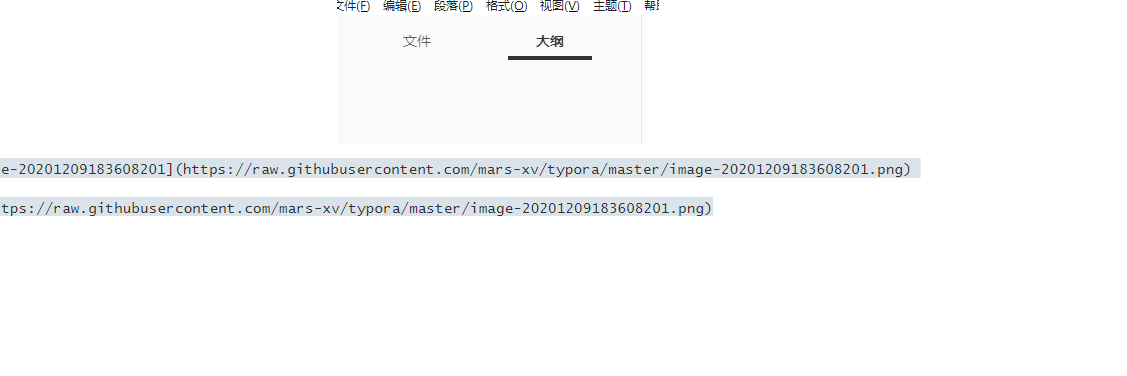 文件(F) 编辑(E) 段落(P) 格式(O) 视图(V) 主题(T)
文件 大纲
e-20201209183608201](https://raw.githubusercontent.com/mars-xv/typora/master/image-20201209183608201.png)
tps://raw.githubusercontent.com/mars-xv/typora/master/image-20201209183608201.png)